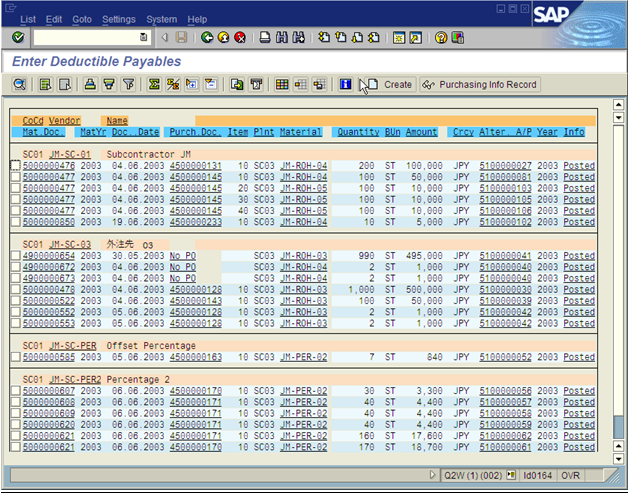 List Edit Goto Settings System Help
SAP
Enter Deductible Payables
Create Purchasing Info Record
CoCd Vendor Name
Mat.Doc. MatYr Doc..Date Purch.Doc. Item Plnt Material Quantity BUn Amount Crcy Alter. A/P Year Info
SC01 JM-SC-01 Subcontractor JM
5000000476 2003 04.06.2003 4500000131 10 SC03 JM-ROH-04 200 ST 100,000 JPY 5100000027 2003 Posted
5000000477 2003 04.06.2003 4500000145 10 SC03 JM-ROH-04 100 ST 50,000 JPY 5100000081 2003 Posted
5000000477 2003 04.06.2003 4500000145 20 SC03 JM-ROH-05 100 ST 10,000 JPY 5100000103 2003 Posted
5000000477 2003 04.06.2003 4500000145 30 SC03 JM-ROH-05 100 ST 10,000 JPY 5100000105 2003 Posted
5000000477 2003 04.06.2003 4500000145 40 SC03 JM-ROH-05 100 ST 10,000 JPY 5100000106 2003 Posted
5000000850 2003 19.06.2003 4500000233 10 SC03 JM-ROH-04 10 ST 5,000 JPY 5100000102 2003 Posted
SC01 JM-SC-03 外注先 03
4900000654 2003 30.05.2003 No PO SC03 JM-ROH-03 990 ST 495,000 JPY 5100000041 2003 Posted
4900000672 2003 04.06.2003 No PO SC03 JM-ROH-04 2 ST 1,000 JPY 5100000040 2003 Posted
4900000673 2003 04.06.2003 No PO SC03 JM-ROH-04 2 ST 1,000 JPY 5100000040 2003 Posted
5000000478 2003 04.06.2003 4500000128 10 SC03 JM-ROH-03 1,000 ST 500,000 JPY 5100000030 2003 Posted
5000000522 2003 04.06.2003 4500000143 10 SC03 JM-ROH-04 100 ST 50,000 JPY 5100000039 2003 Posted
5000000552 2003 05.06.2003 4500000128 10 SC03 JM-ROH-03 2 ST 1,000 JPY 5100000042 2003 Posted
5000000553 2003 05.06.2003 4500000128 10 SC03 JM-ROH-03 2 ST 1,000 JPY 5100000042 2003 Posted
SC01 JM-SC-PER Offset Percentage
5000000585 2003 05.06.2003 4500000163 10 SC03 JM-PER-02 7 ST 840 JPY 5100000052 2003 Posted
SC01 JM-SC-PER2 Percentage 2
5000000607 2003 06.06.2003 4500000170 10 SC03 JM-PER-02 30 ST 3,300 JPY 5100000056 2003 Posted
5000000608 2003 06.06.2003 4500000171 10 SC03 JM-PER-02 40 ST 4,400 JPY 5100000057 2003 Posted
5000000609 2003 06.06.2003 4500000171 10 SC03 JM-PER-02 40 ST 4,400 JPY 5100000058 2003 Posted
5000000620 2003 06.06.2003 4500000171 10 SC03 JM-PER-02 40 ST 4,400 JPY 5100000059 2003 Posted
5000000621 2003 06.06.2003 4500000171 10 SC03 JM-PER-02 160 ST 17,600 JPY 5100000062 2003 Posted
5000000621 2003 06.06.2003 4500000171 10 SC03 JM-PER-02 170 ST 18,700 JPY 5100000061 2003 Posted
Q2W (1) (002) ld0164 OVR